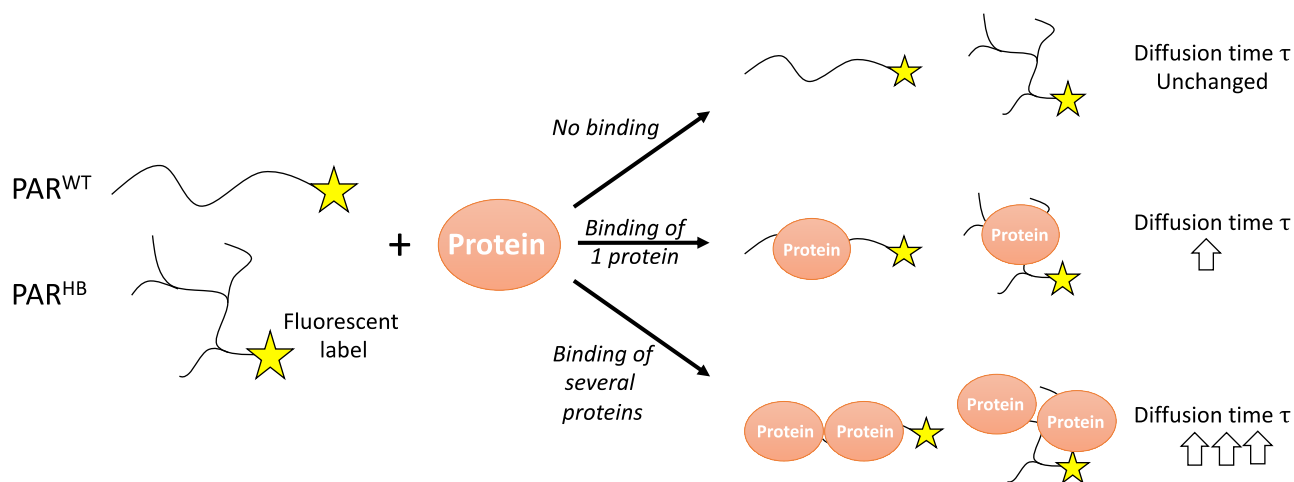 PARWT
PARHB
Fluorescent
label
+
Protein
No binding
Binding of
1 protein
Binding of
several
proteins
Diffusion time τ
Unchanged
Protein
Protein
Diffusion time τ
Protein
Protein
Protein
Protein
Diffusion time τ